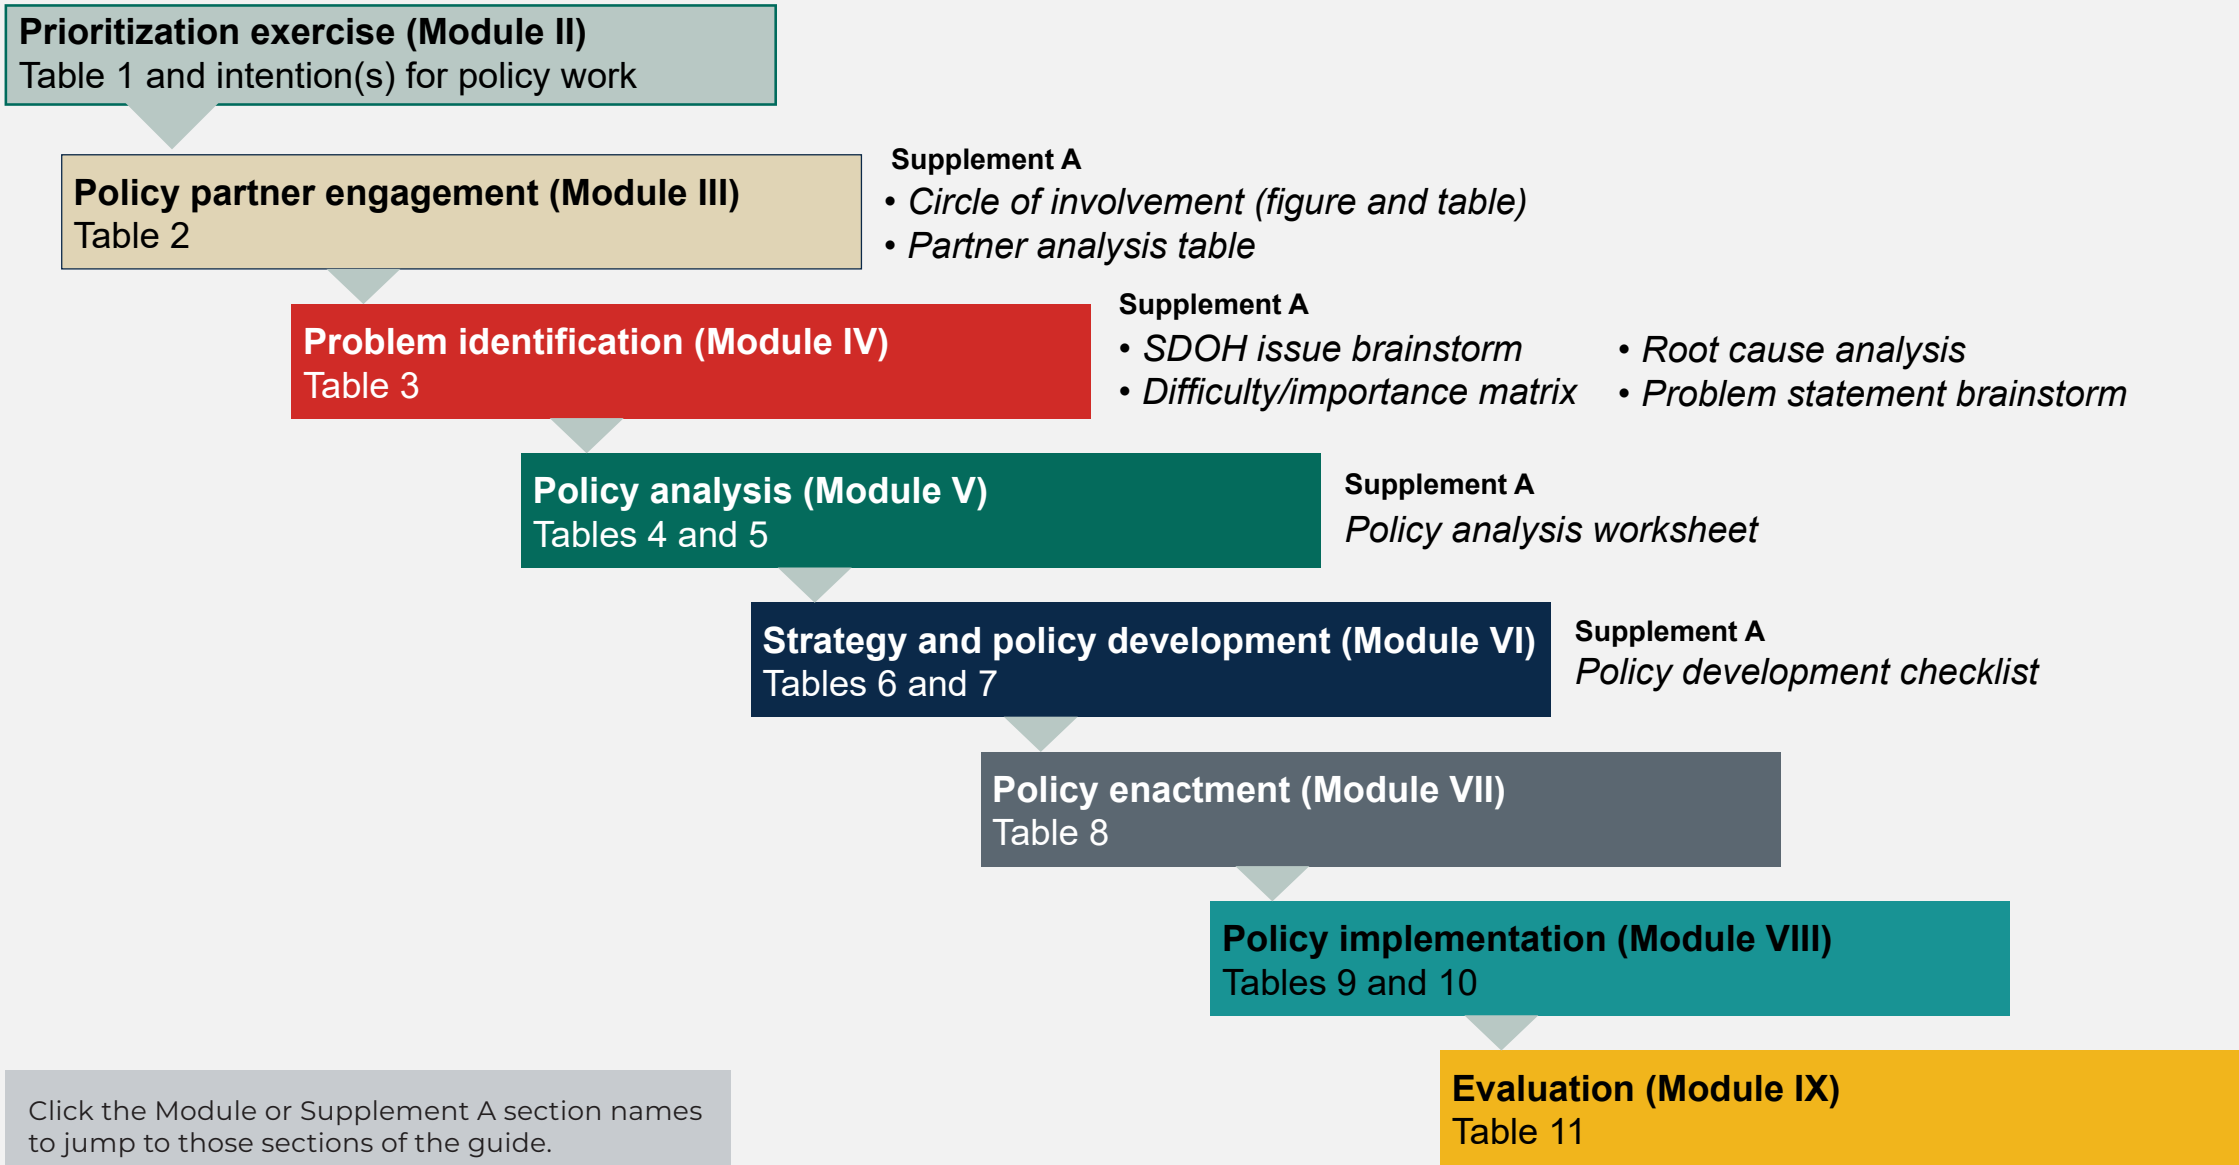 Prioritization exercise (Module II)
Table 1 and intention(s) for policy work
Policy partner engagement (Module III)
Table 2
Supplement A
• Circle of involvement (figure and table)
• Partner analysis table
Problem identification (Module IV)
Table 3
Supplement A
• SDOH issue brainstorm
• Difficulty/importance matrix
• Root cause analysis
• Problem statement brainstorm
Policy analysis (Module V)
Tables 4 and 5
Supplement A
Policy analysis worksheet
Strategy and policy development (Module VI)
Tables 6 and 7
Supplement A
Policy development checklist
Policy enactment (Module VII)
Table 8
Policy implementation (Module VIII)
Tables 9 and 10
Evaluation (Module IX)
Table 11
Click the Module or Supplement A section names
to jump to those sections of the guide.